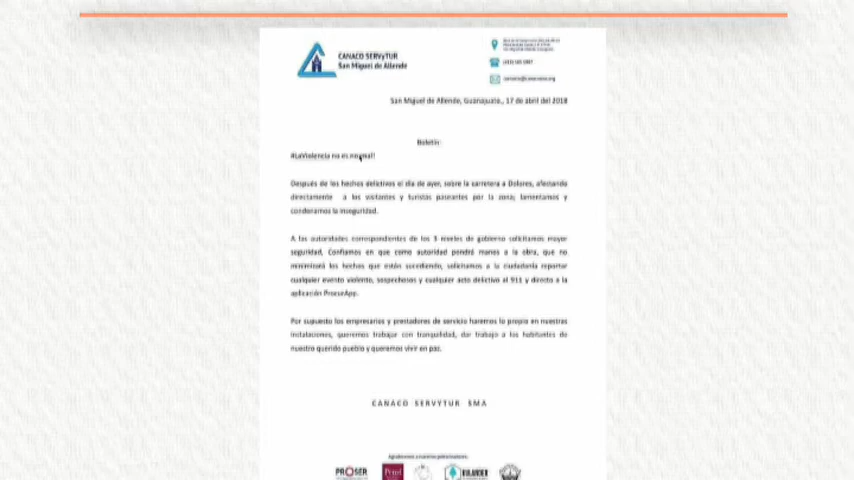 CANACO SERVyTUR
San Miguel de Allende
San Miguel de Allende, Guanajuato., 17 de abril del 2018
Boletín
#LaViolencia no es normal!
Después de los hechos delictivos el día de ayer, sobre la carretera a Dolores, afectando
directamente a los visitantes y turistas paseantes por la zona; lamentamos y
condenamos la inseguridad.
A las autoridades correspondientes de los 3 niveles de gobierno solicitamos mayor
seguridad, Confiamos en que como autoridad pondrá manos a la obra, que no
minimizará los hechos que están sucediendo, solicitamos a la ciudadanía reportar
cualquier evento violento, sospechosos y cualquier acto delictivo al 911 y directo a la
aplicación
Por supuesto los empresarios y prestadores de servicio haremos lo propio en nuestras
instalaciones, queremos trabajar con tranquilidad, dar trabajo a los habitantes de
nuestro querido pueblo y queremos vivir en paz.
CANACO SERVYTUR SMA
PROSER